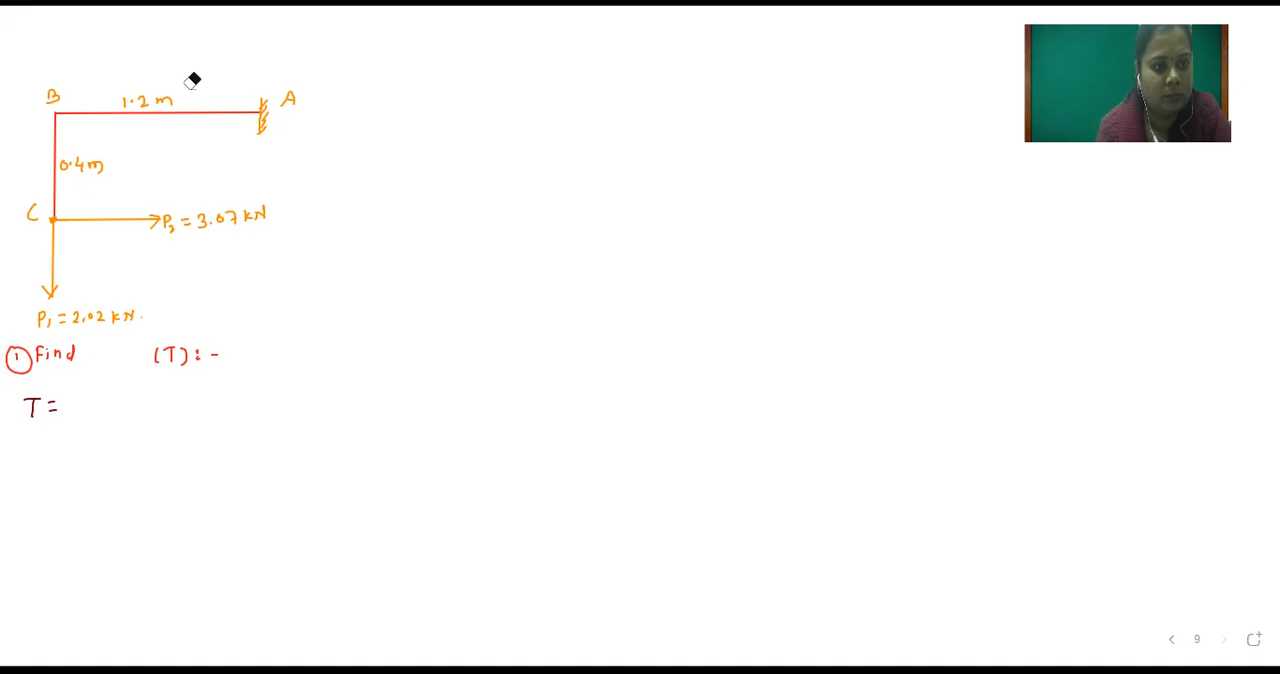 B 1.2 m A
0.4m
C P₂ = 3.07 kN
P₁ = 2.02 kN.
① Find (T) : -
T =
9